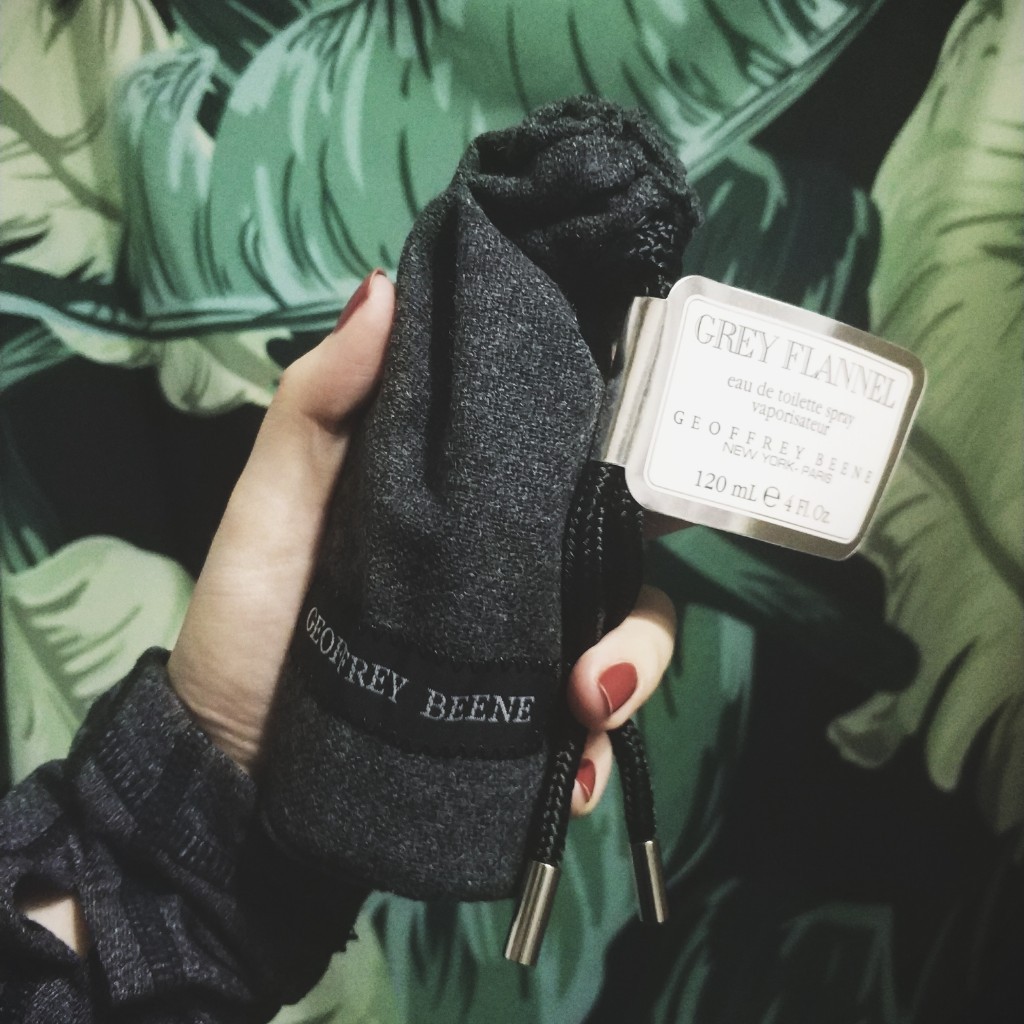 GREY FLANNEL
eau de toilette spray
vaporisateur
GEOFFREY BEENE
NEW YORK-PARIS
120 mL ℮ 4 Fl. Oz
GEOFFREY BEENE